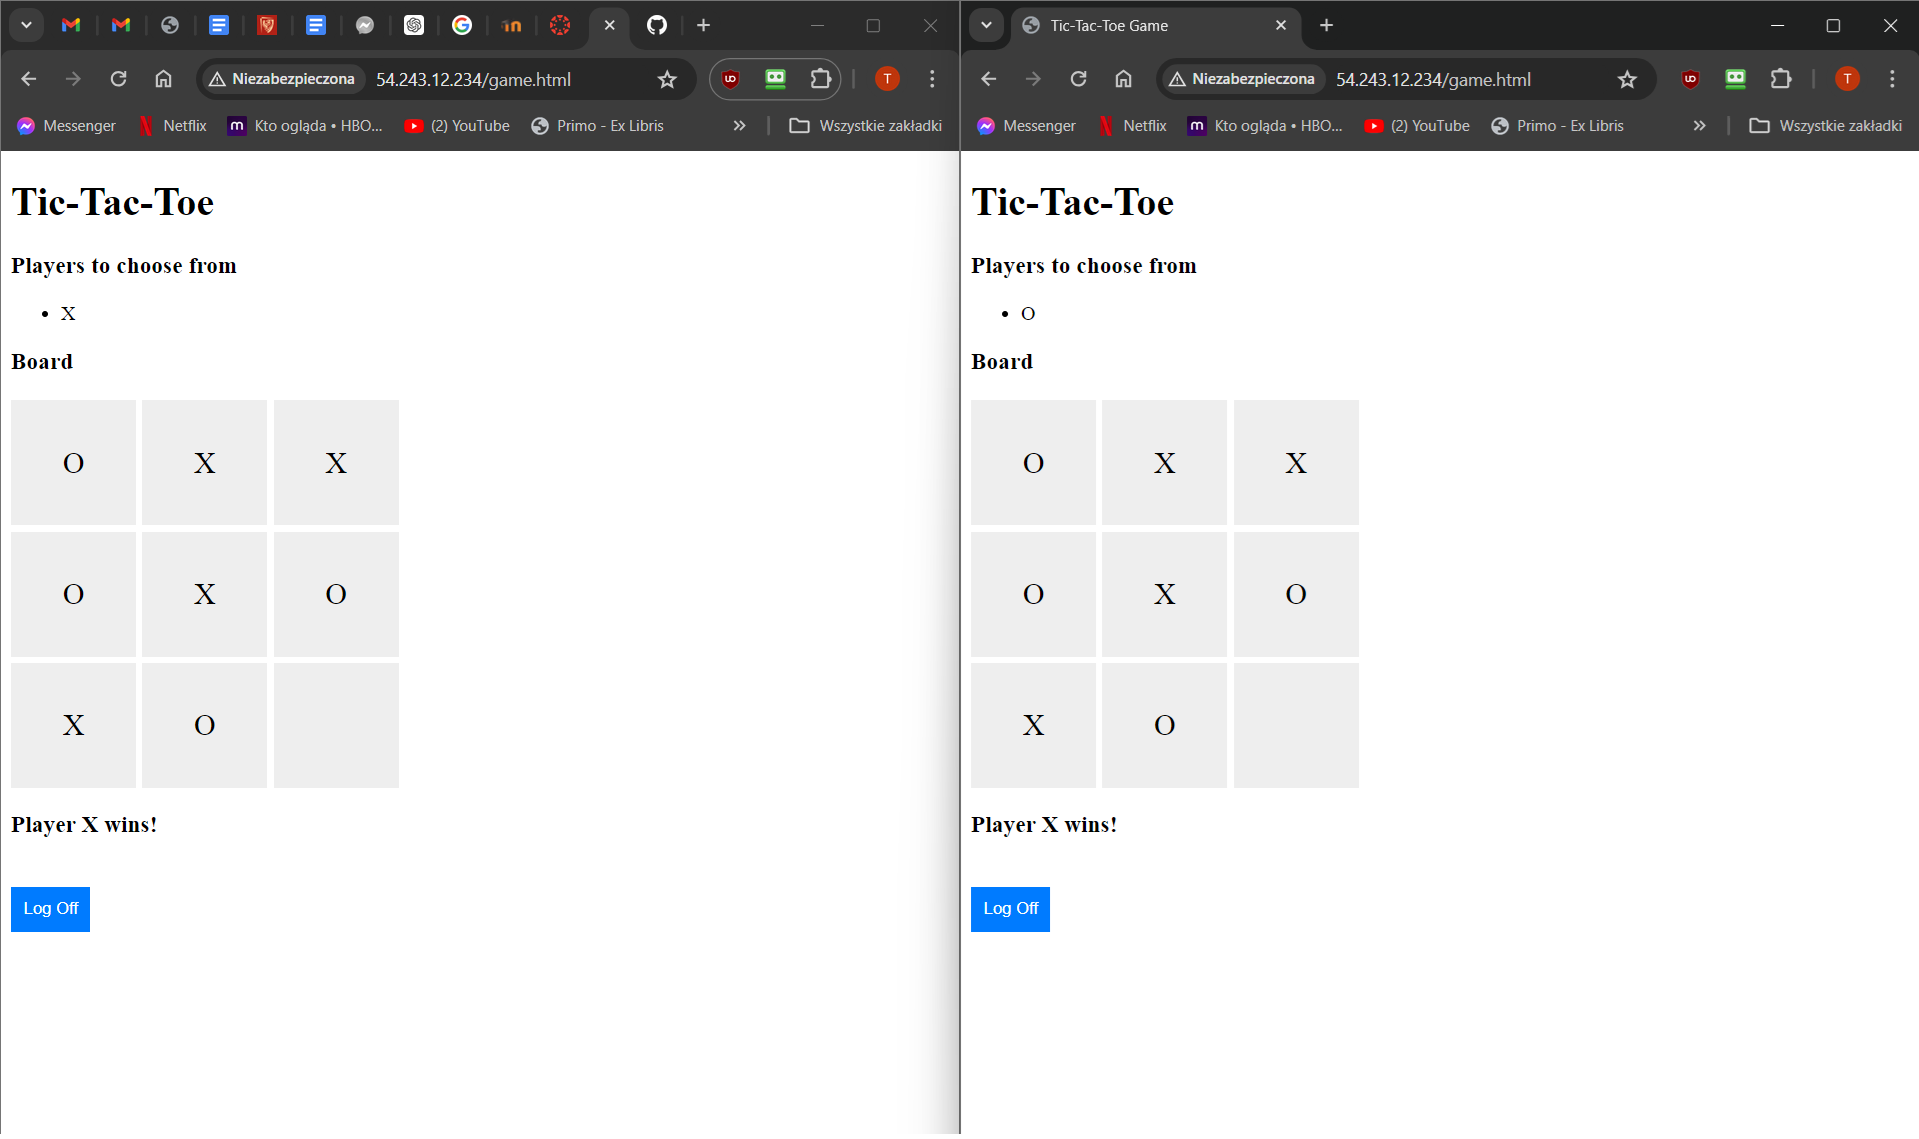 Niezabezpieczona 54.243.12.234/game.html
T
Messenger Netflix Kto ogląda • HBO... (2) YouTube Primo - Ex Libris » Wszystkie zakładki
Tic-Tac-Toe
Players to choose from
• X
Board
O X X
O X O
X O
Player X wins!
Log Off
Tic-Tac-Toe Game
Niezabezpieczona 54.243.12.234/game.html
T
Messenger Netflix Kto ogląda • HBO... (2) YouTube Primo - Ex Libris » Wszystkie zakładki
Tic-Tac-Toe
Players to choose from
• O
Board
O X X
O X O
X O
Player X wins!
Log Off